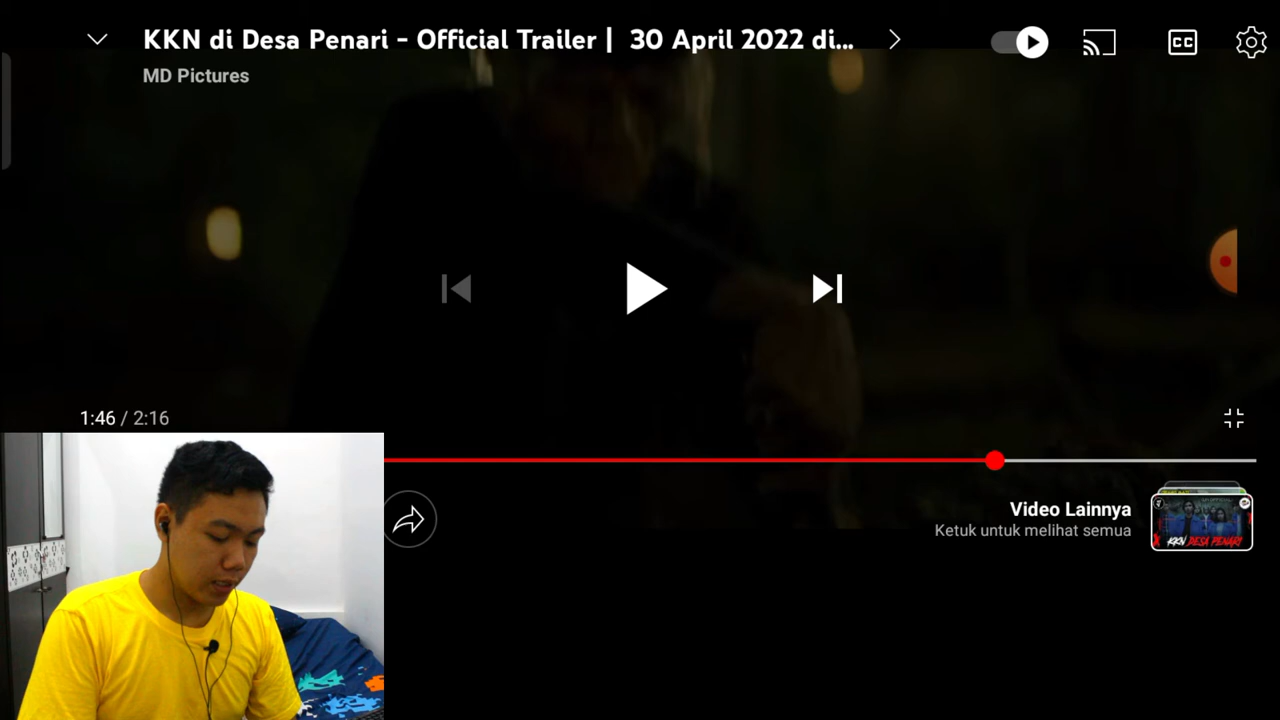 KKN di Desa Penari - Official Trailer | 30 April 2022 di...
MD Pictures
CC
1:46 / 2:16
Video Lainnya
Ketuk untuk melihat semua
KKN DESA PENARI